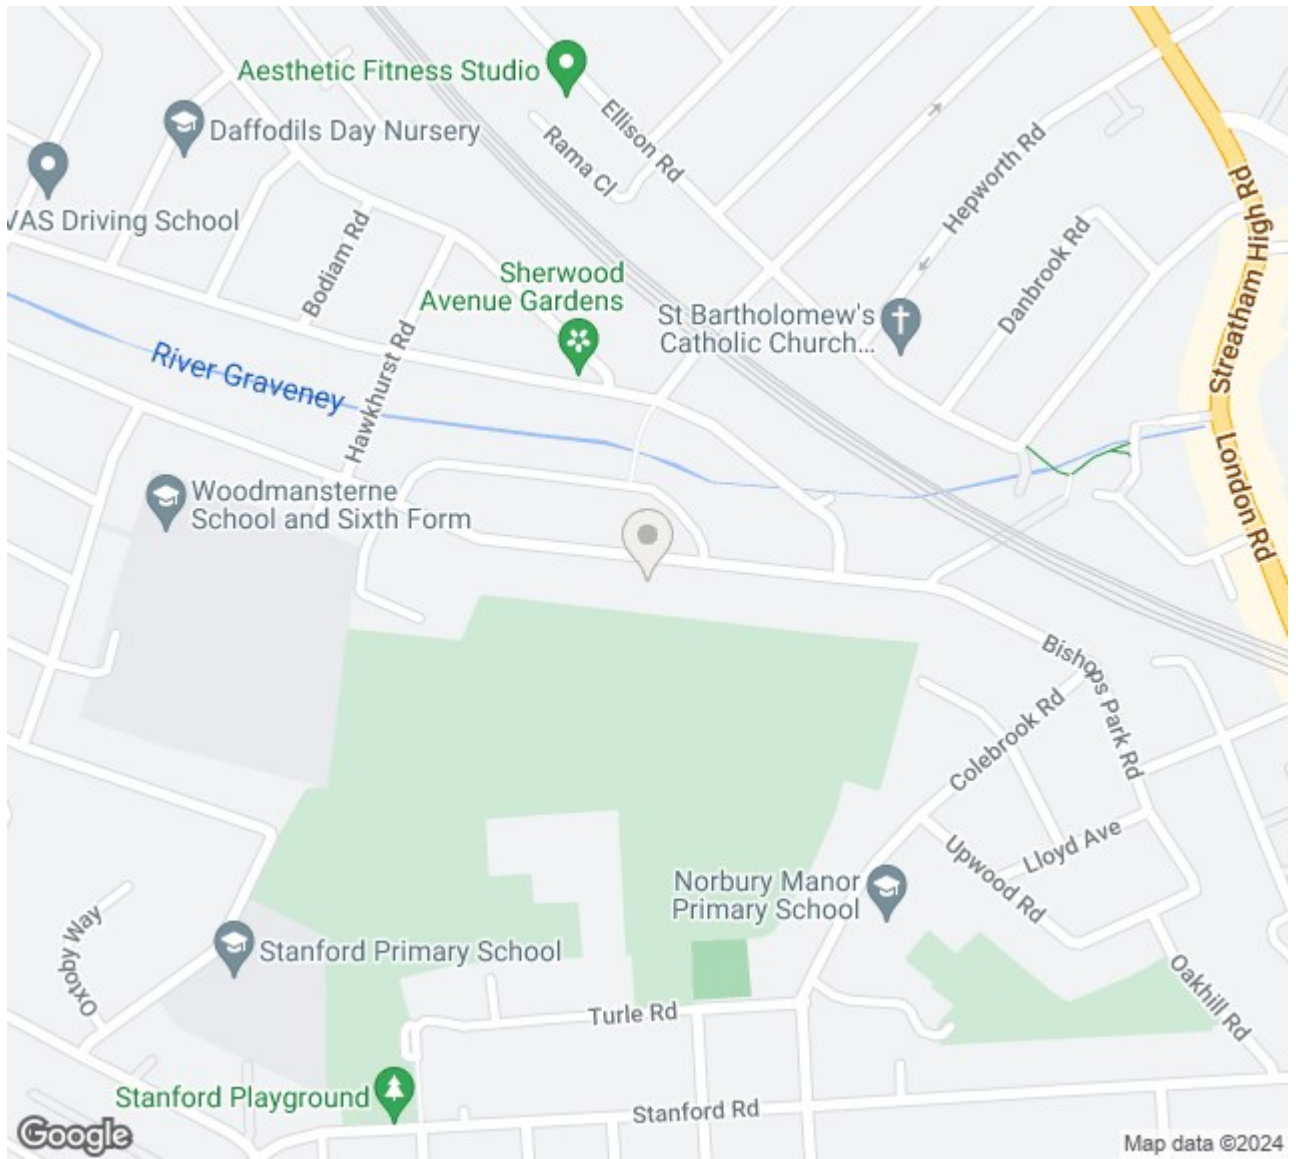 Aesthetic Fitness Studio
Ellison Rd
Daffodils Day Nursery
Rama Cl
Hepworth Rd
VAS Driving School
Streatham High Rd
Bodiam Rd
Danbrook Rd
Sherwood
Avenue Gardens
St Bartholomew's
Catholic Church...
River Graveney
Hawkhurst Rd
London Rd
Woodmansterne
School and Sixth Form
Bishops Park Rd
Colebrook Rd
Lloyd Ave
Upwood Rd
Norbury Manor
Primary School
Oxtoby Way
Stanford Primary School
Oakhill Rd
Turle Rd
Stanford Playground
Stanford Rd
Google
Map data ©2024